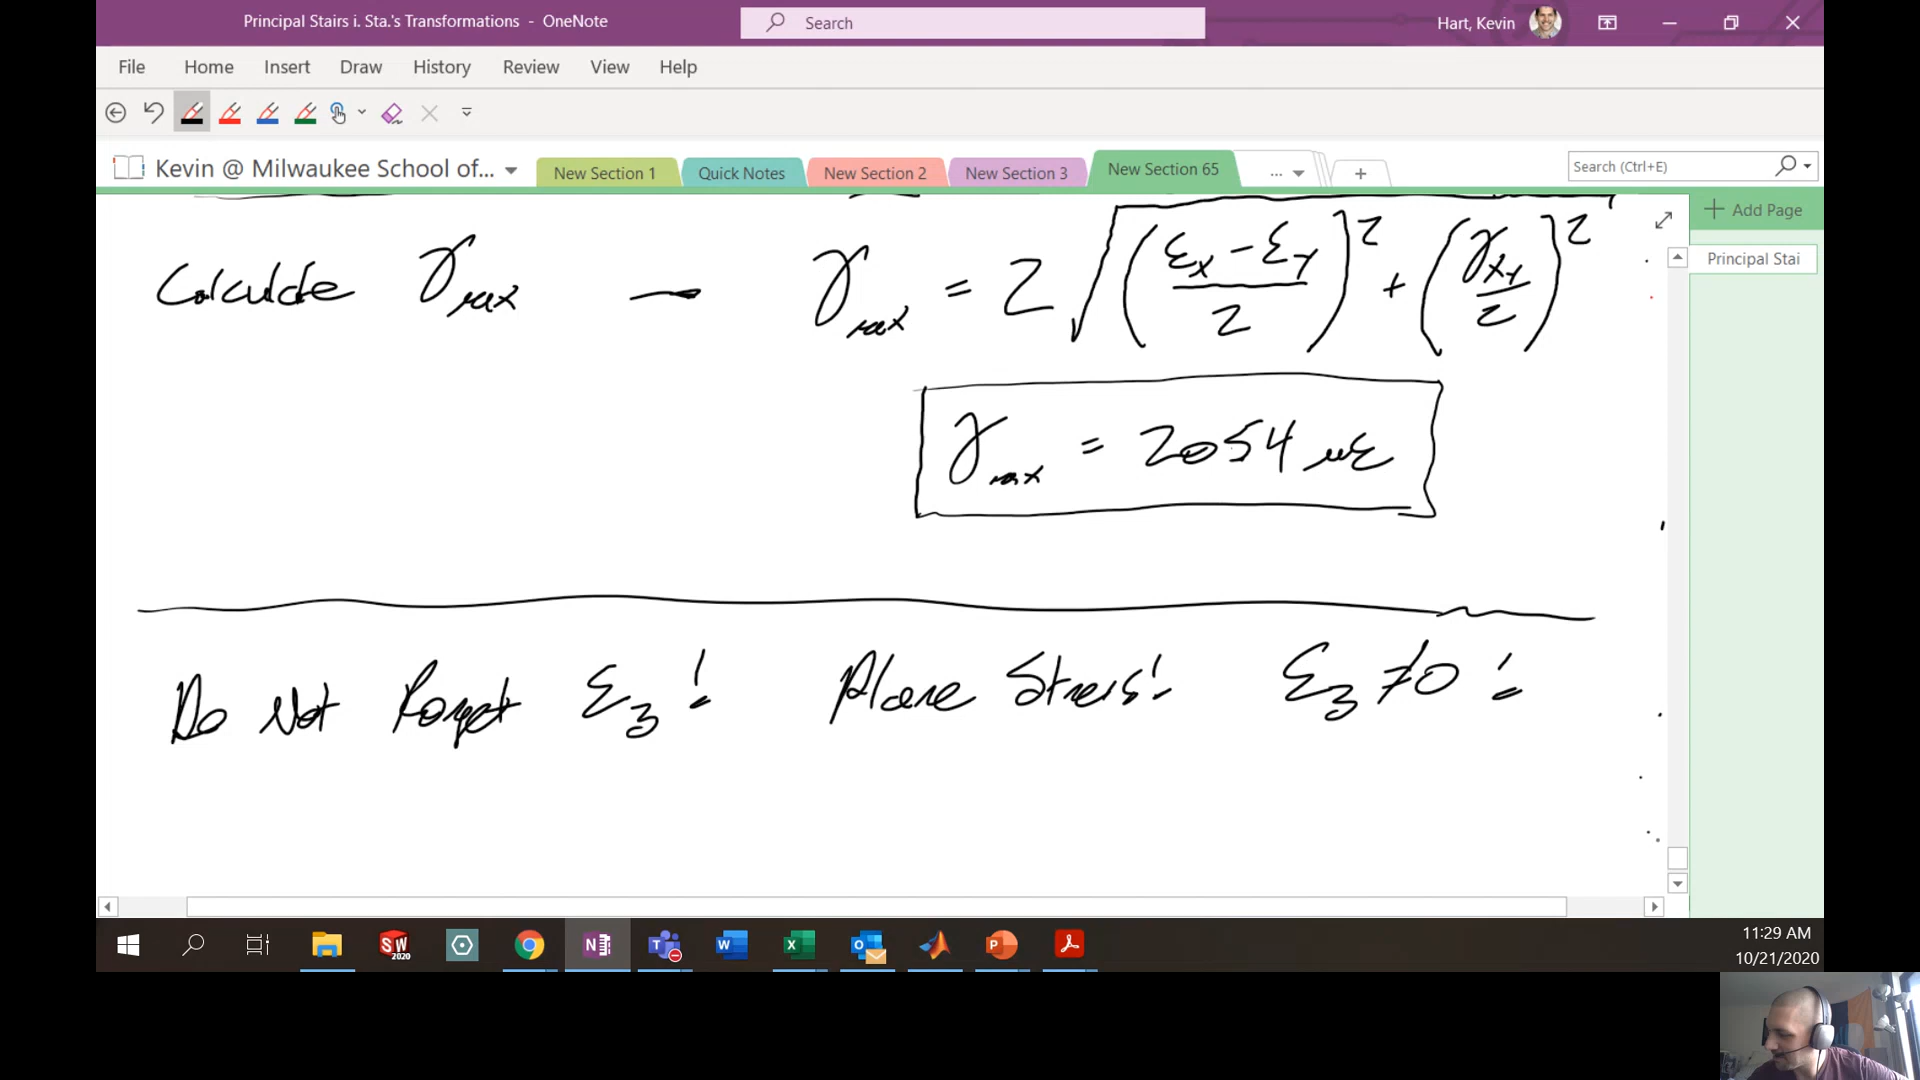 Principal Stairs i. Sta.'s Transformations - OneNote
Search
Hart, Kevin
File Home Insert Draw History Review View Help
Kevin @ Milwaukee School of...
New Section 1
Quick Notes
New Section 2
New Section 3
New Section 65
...
Search (Ctrl+E)
Add Page
Principal Stai
Calculate γmax — γmax = 2√((εx - εy)/2)² + (γxy/2)²
γmax = 2054 με
Do Not Forget ε3! Plane Stress! ε3 ≠ 0!
SW
2020
N
T
W
X
O
P
11:29 AM
10/21/2020